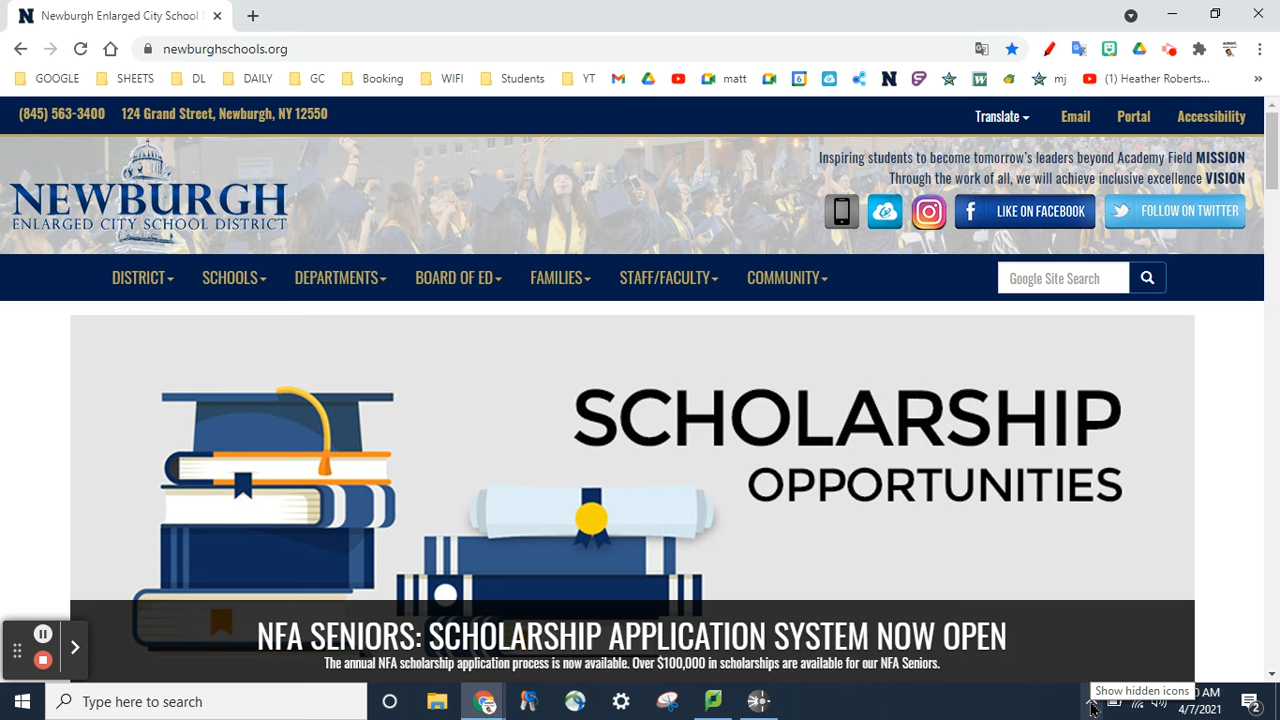 Newburgh Enlarged City School
newburghschools.org
GOOGLE SHEETS DL DAILY GC Booking WIFI Students YT matt mj (1) Heather Roberts...
(845) 563-3400 124 Grand Street, Newburgh, NY 12550
Translate Email Portal Accessibility
Inspiring students to become tomorrow's leaders beyond Academy Field MISSION
Through the work of all, we will achieve inclusive excellence VISION
NEWBURGH
ENLARGED CITY SCHOOL DISTRICT
LIKE ON FACEBOOK
FOLLOW ON TWITTER
DISTRICT SCHOOLS DEPARTMENTS BOARD OF ED FAMILIES STAFF/FACULTY COMMUNITY
Google Site Search
SCHOLARSHIP
OPPORTUNITIES
NFA SENIORS: SCHOLARSHIP APPLICATION SYSTEM NOW OPEN
The annual NFA scholarship application process is now available. Over $100,000 in scholarships are available for our NFA Seniors.
Show hidden icons
Type here to search
0 AM
4/7/2021
2